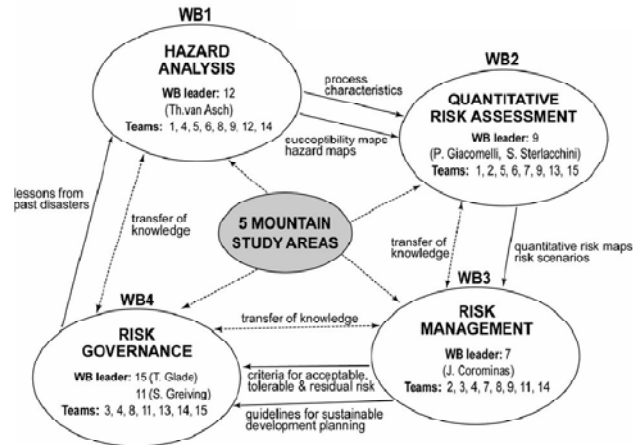 WB1
HAZARD
ANALYSIS
WB leader: 12
(Th.van Asch)
Teams: 1, 4, 5, 6, 8, 9, 12, 14
process
characteristics
susceptibility maps
hazard maps
WB2
QUANTITATIVE
RISK ASSESSMENT
WB leader: 9
(P. Giacomelli, S. Sterlacchini)
Teams: 1, 2, 5, 6, 7, 9, 13, 15
lessons from
past disasters
transfer of
knowledge
5 MOUNTAIN
STUDY AREAS
transfer of
knowledge
quantitative risk maps
risk scenarios
WB4
RISK
GOVERNANCE
WB leader: 15 (T. Glade)
11 (S. Greiving)
Teams: 3, 4, 8, 11, 13, 14, 15
transfer of knowledge
criteria for acceptable,
tolerable & residual risk
guidelines for sustainable
development planning
WB3
RISK
MANAGEMENT
WB leader: 7
(J. Corominas)
Teams: 2, 3, 4, 7, 8, 9, 11, 14